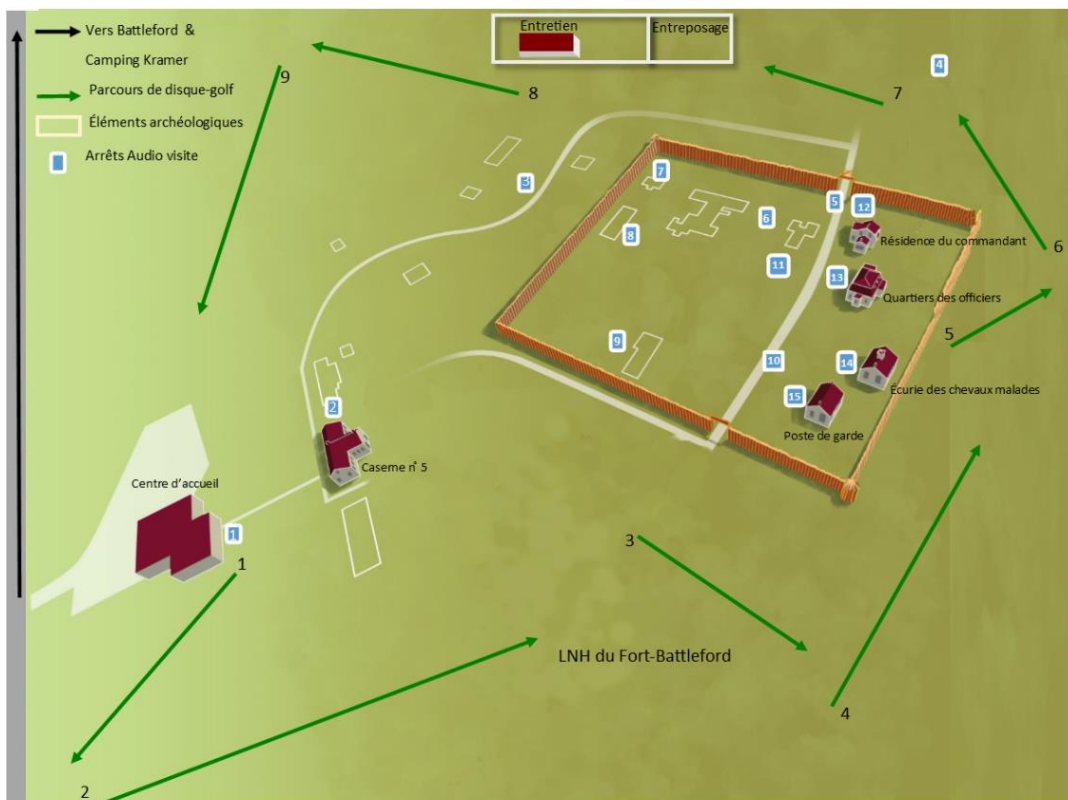 Vers Battleford &
Camping Kramer
Parcours de disque-golf
Éléments archéologiques
Arrêts Audio visite
Entretien
Entreposage
4
9
8
7
3
7
5
12
6
8
Résidence du commandant
6
11
13
Quartiers des officiers
5
9
10
14
Écurie des chevaux malades
15
Poste de garde
2
Caserne n° 5
Centre d'accueil
1
1
3
LNH du Fort-Battleford
4
2